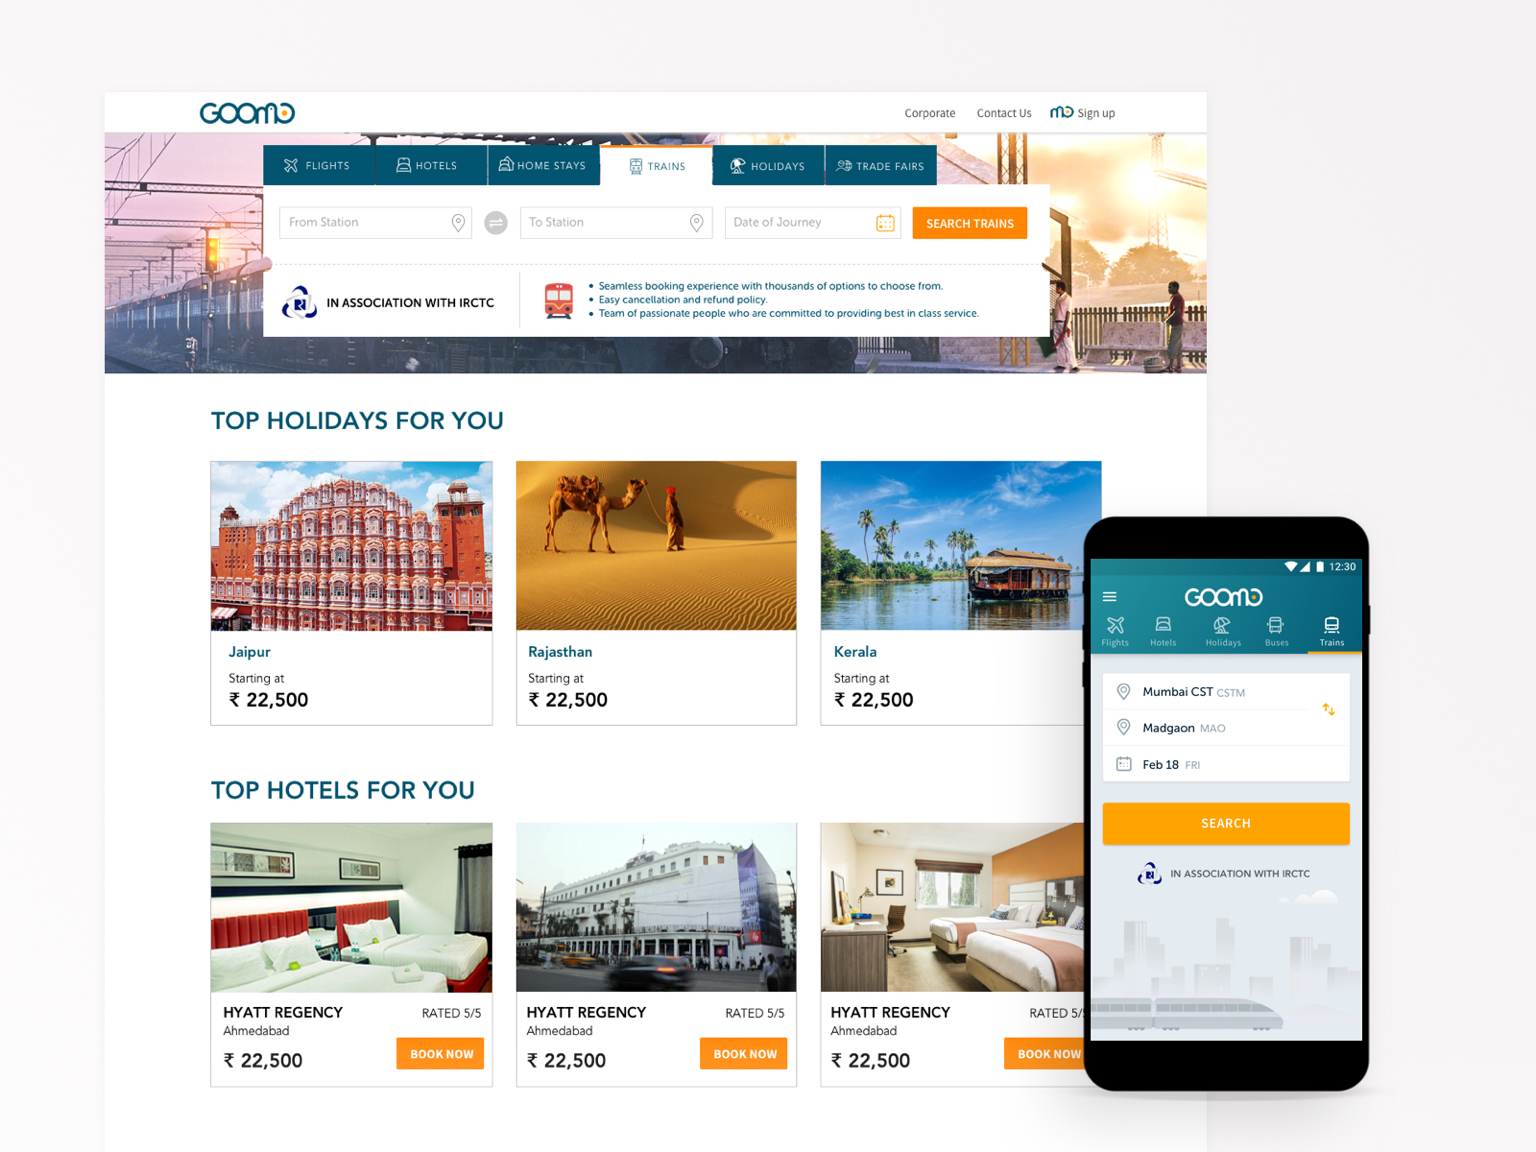 GOOMO
Corporate Contact Us mo Sign up
FLIGHTS HOTELS HOME STAYS TRAINS HOLIDAYS TRADE FAIRS
From Station To Station Date of Journey SEARCH TRAINS
IN ASSOCIATION WITH IRCTC
• Seamless booking experience with thousands of options to choose from.
• Easy cancellation and refund policy.
• Team of passionate people who are committed to providing best in class service.
TOP HOLIDAYS FOR YOU
Jaipur
Starting at
₹ 22,500
Rajasthan
Starting at
₹ 22,500
Kerala
Starting at
₹ 22,500
TOP HOTELS FOR YOU
HYATT REGENCY RATED 5/5
Ahmedabad
₹ 22,500 BOOK NOW
HYATT REGENCY RATED 5/5
Ahmedabad
₹ 22,500 BOOK NOW
HYATT REGENCY RATED 5/5
Ahmedabad
₹ 22,500 BOOK NOW
12:30
GOOMO
Flights Hotels Holidays Buses Trains
Mumbai CST CSTM
Madgaon MAO
Feb 18 FRI
SEARCH
IN ASSOCIATION WITH IRCTC